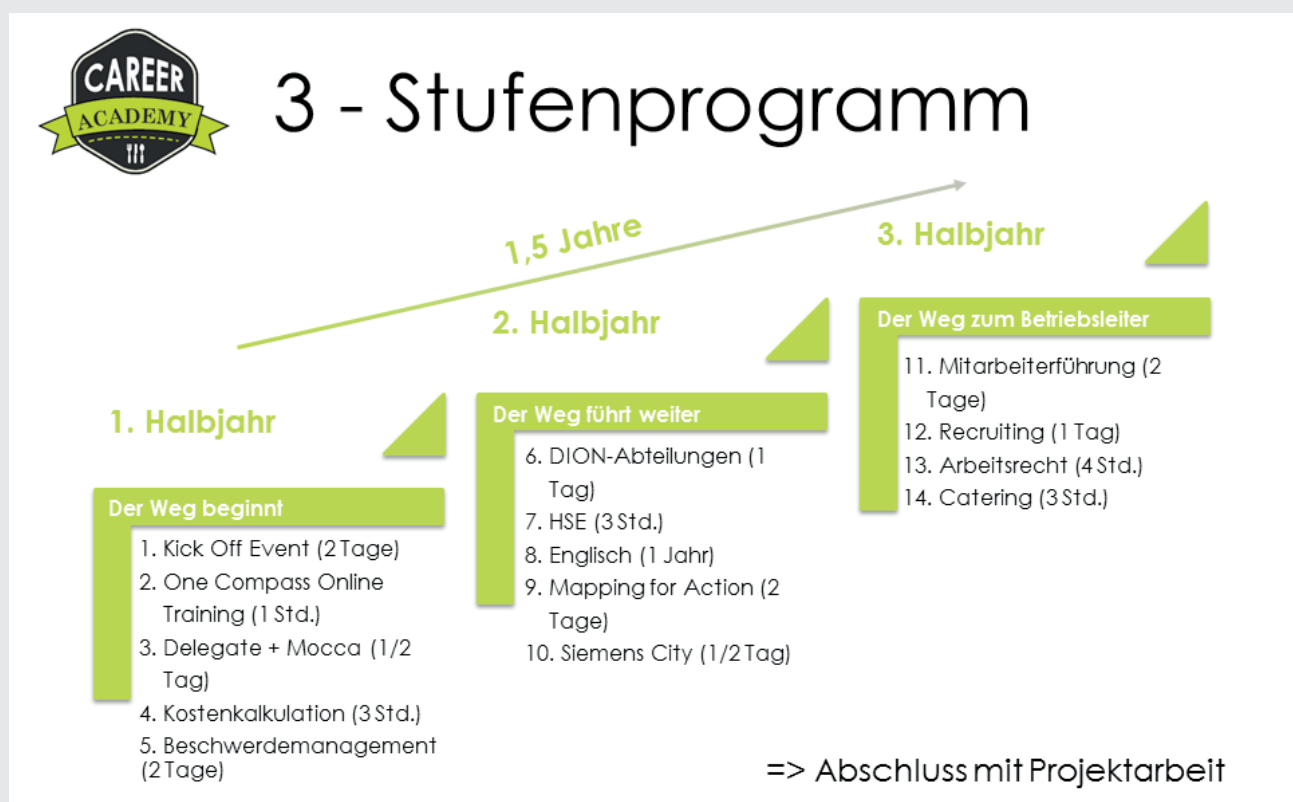 CAREER
ACADEMY
3 - Stufenprogramm
1,5 Jahre
1. Halbjahr
Der Weg beginnt
1. Kick Off Event (2 Tage)
2. One Compass Online
Training (1 Std.)
3. Delegate + Mocca (1/2
Tag)
4. Kostenkalkulation (3 Std.)
5. Beschwerdemanagement
(2 Tage)
2. Halbjahr
Der Weg führt weiter
6. DION-Abteilungen (1
Tag)
7. HSE (3 Std.)
8. Englisch (1 Jahr)
9. Mapping for Action (2
Tage)
10. Siemens City (1/2 Tag)
3. Halbjahr
Der Weg zum Betriebsleiter
11. Mitarbeiterführung (2
Tage)
12. Recruiting (1 Tag)
13. Arbeitsrecht (4 Std.)
14. Catering (3 Std.)
=> Abschluss mit Projektarbeit